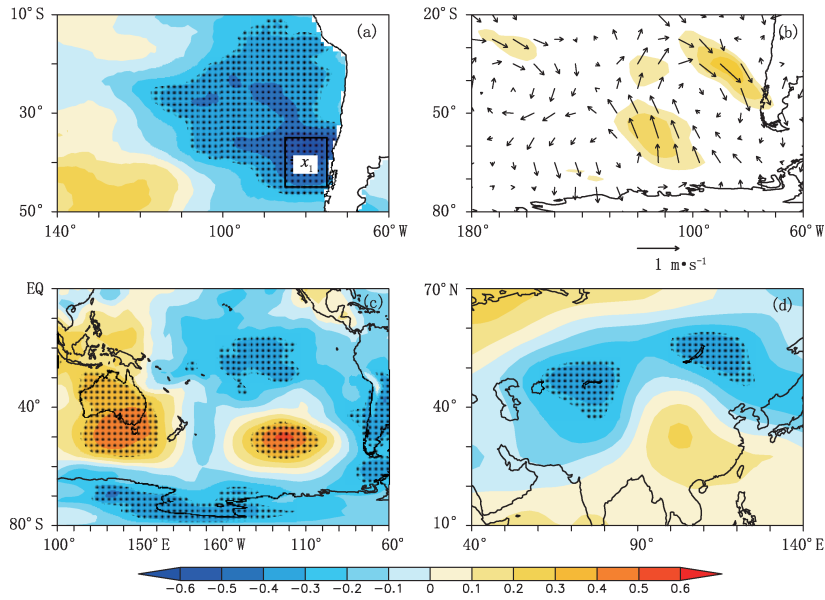 10°S
30°
50°
140°
100°
60°W
(a)
x₁
20°S
50°
80°
180°
100°
60°W
(b)
1 m•s⁻¹
EQ
40°
80°S
100°
150°E
160°W
110°
60°
(c)
70°N
40°
10°
40°
90°E
140°
(d)
−0.6 −0.5 −0.4 −0.3 −0.2 −0.1 0 0.1 0.2 0.3 0.4 0.5 0.6